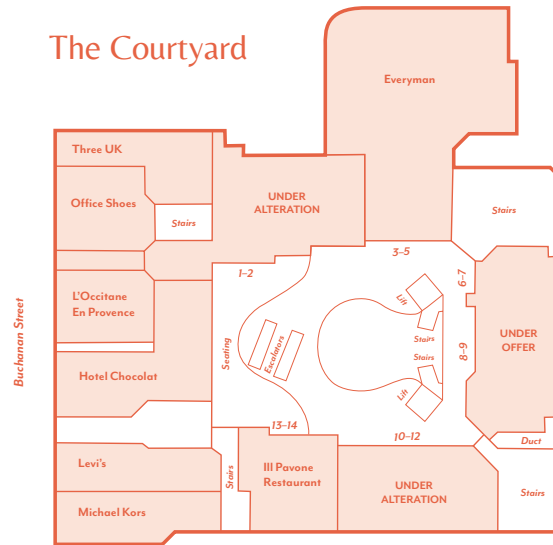 The Courtyard
Everyman
Three UK
Office Shoes
Stairs
UNDER
ALTERATION
Stairs
1–2
3–5
6–7
L'Occitane
En Provence
Lift
Stairs
UNDER
OFFER
Buchanan Street
Seating
Escalators
Stairs
8–9
Hotel Chocolat
Lift
13–14
10–12
Duct
Levi's
Stairs
III Pavone
Restaurant
UNDER
ALTERATION
Stairs
Michael Kors